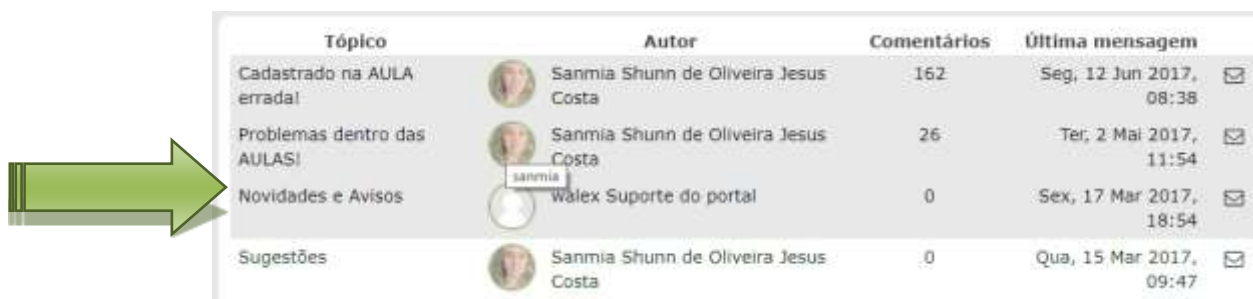 Tópico Autor Comentários Última mensagem
Cadastrado na AULA Sanmia Shunn de Oliveira Jesus 162 Seg, 12 Jun 2017,
errada! Costa 08:38
Problemas dentro das Sanmia Shunn de Oliveira Jesus 26 Ter, 2 Mai 2017,
AULAS! Costa 11:54
sanmia
Novidades e Avisos walex Suporte do portal 0 Sex, 17 Mar 2017,
18:54
Sugestões Sanmia Shunn de Oliveira Jesus 0 Qua, 15 Mar 2017,
Costa 09:47